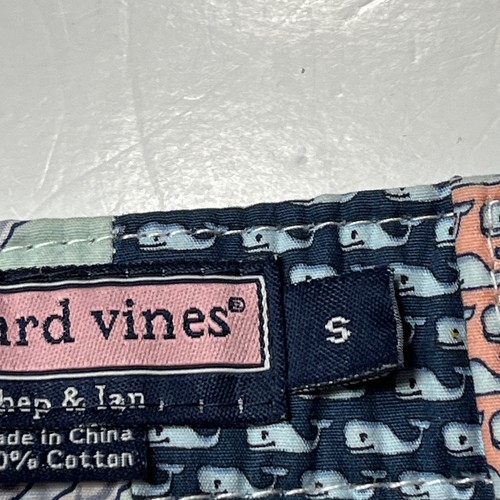 ard vines®
S
hep & Ian
ade in China
0% Cotton